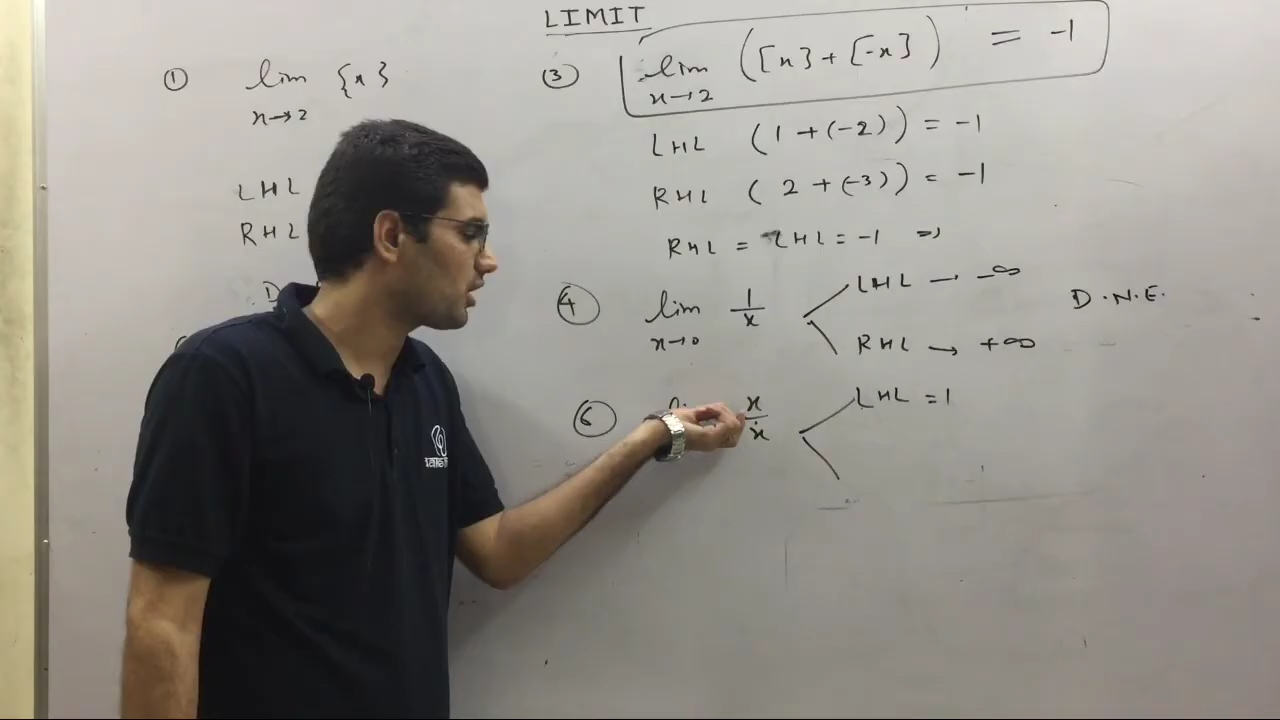 LIMIT
① lim {x}
x→2
LHL
RHL
D
③ lim ([x} + [-x}) = -1
x→2
LHL (1 + (-2)) = -1
RHL (2 + (-3)) = -1
RHL = LHL = -1 ⇒
④ lim 1/x LHL → -∞
x→0 RHL → +∞
D.N.E.
⑥ x/x LHL = 1